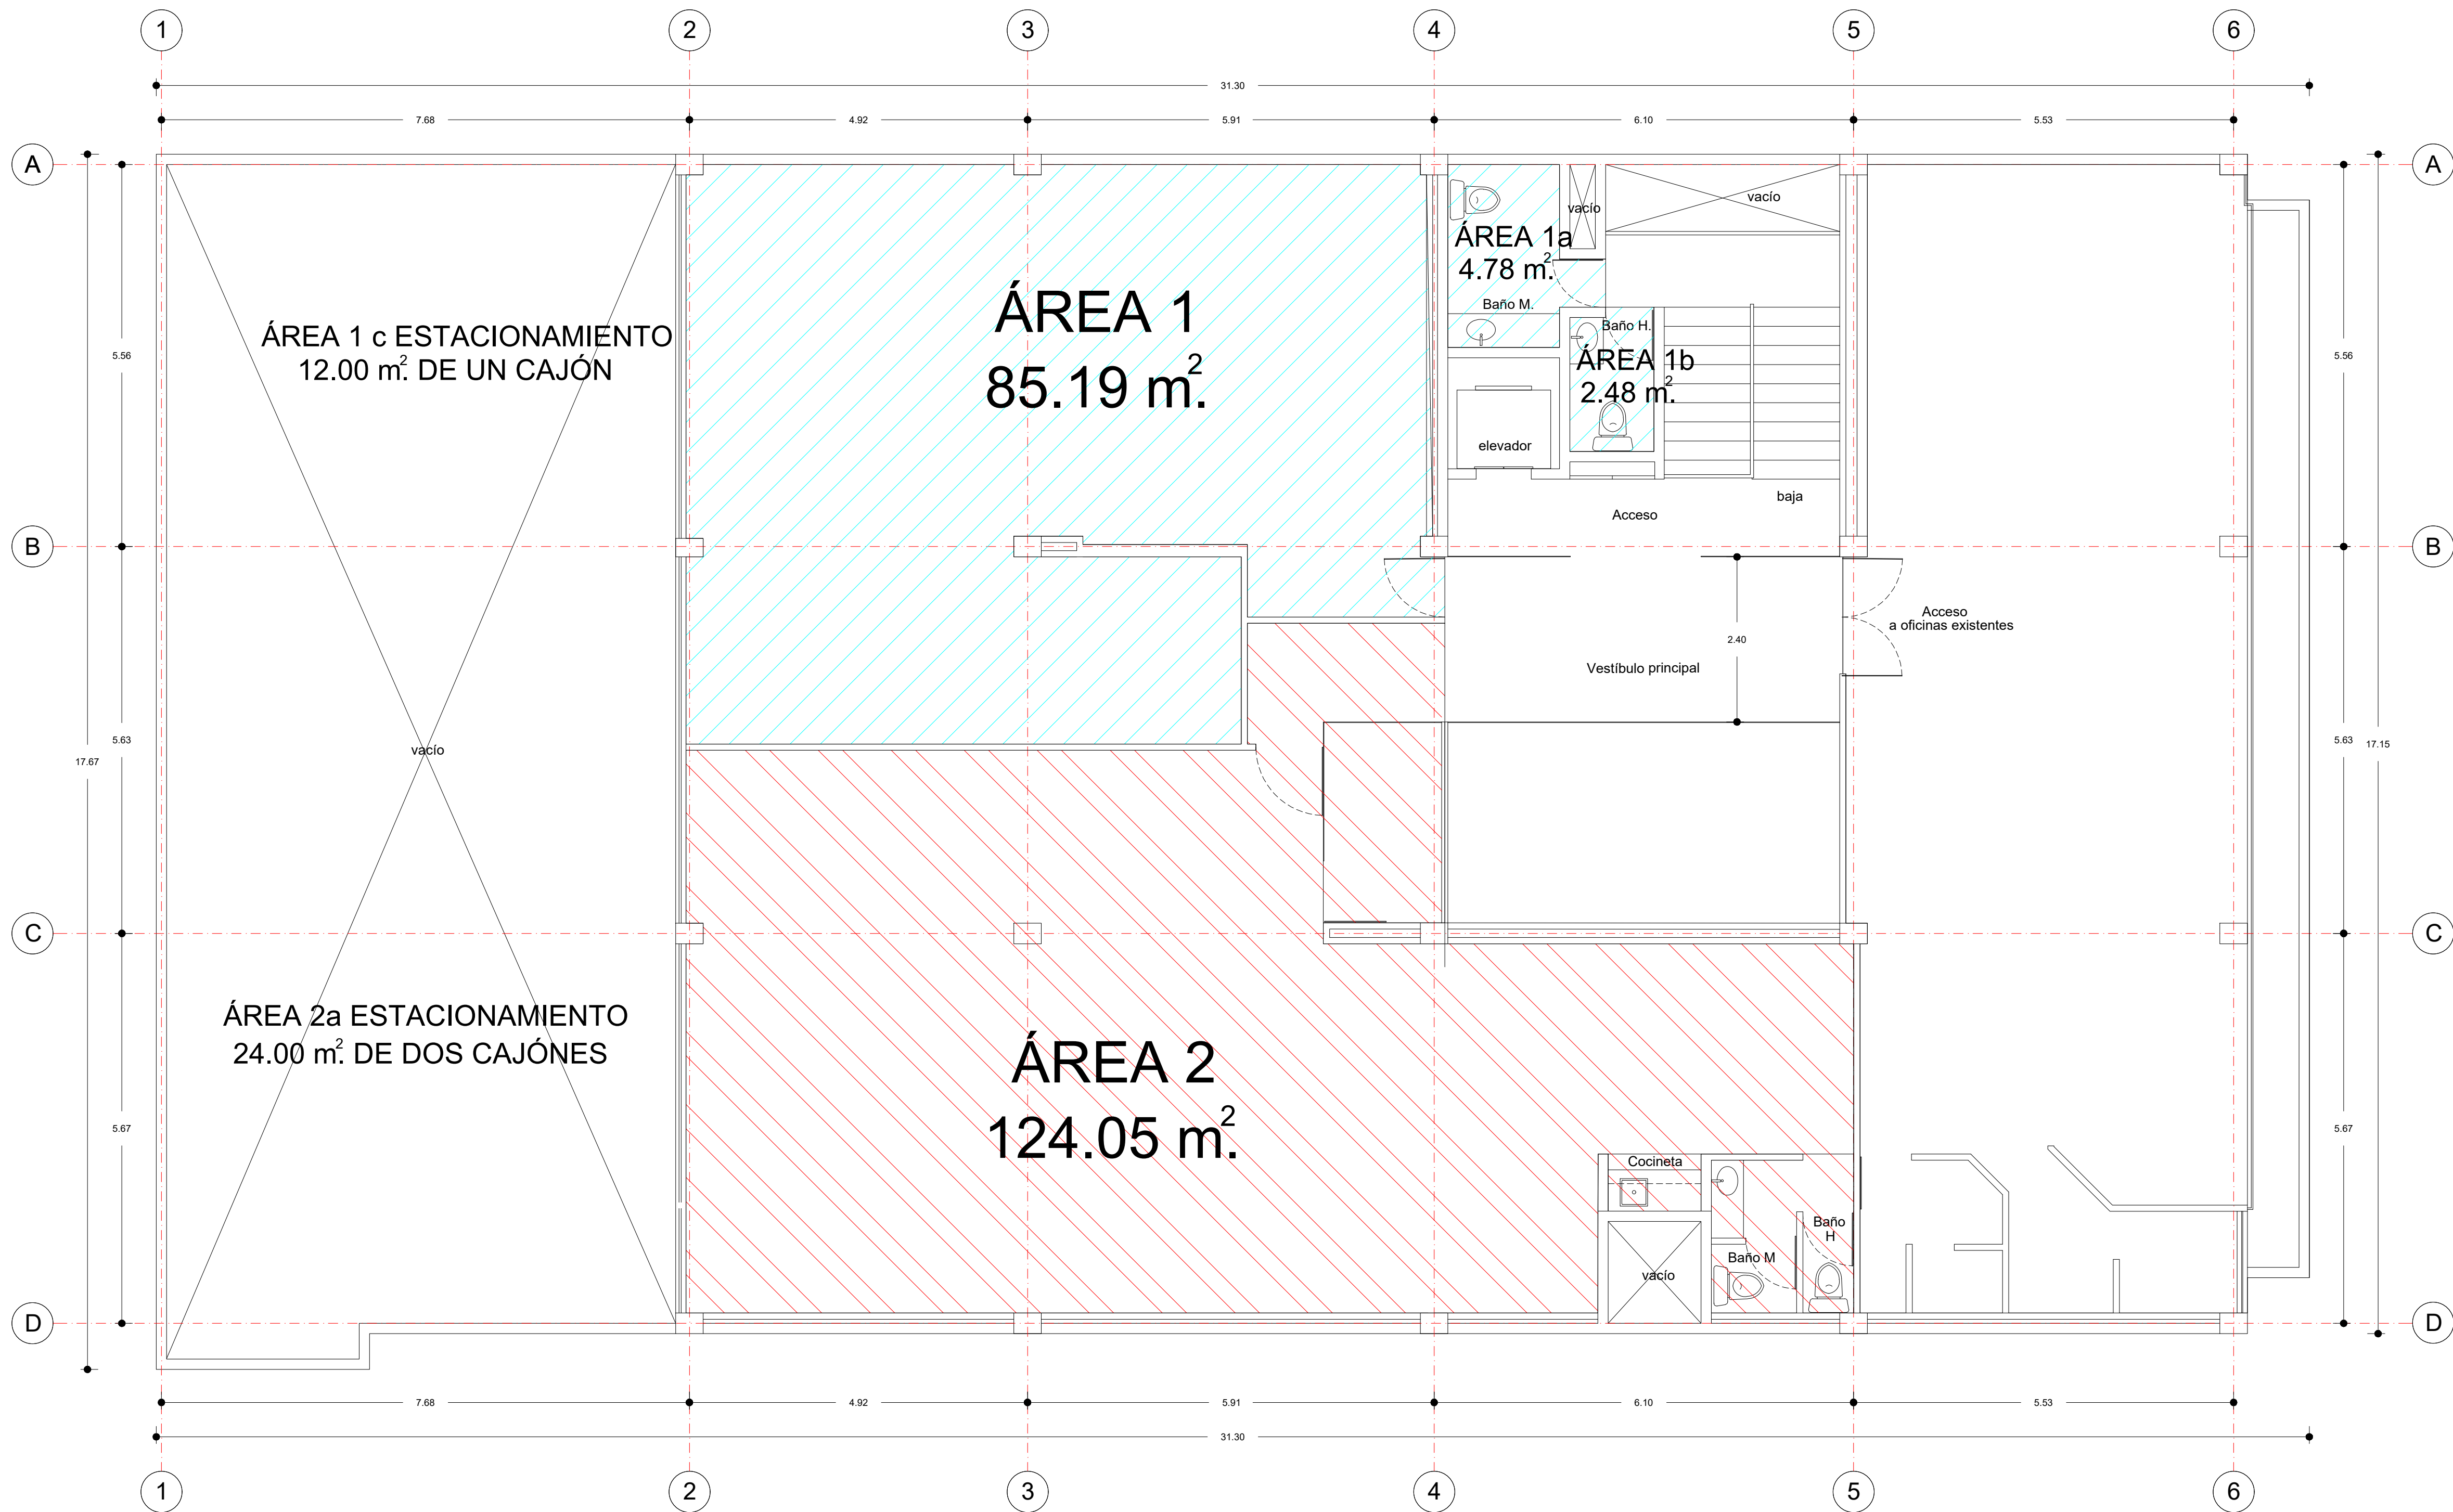 1 2 3 4 5 6
31.30
7.68 4.92 5.91 6.10 5.53
A A
vacío
vacío
ÁREA 1a
4.78 m².
Baño M.
ÁREA 1
85.19 m².
ÁREA 1 c ESTACIONAMIENTO
12.00 m². DE UN CAJÓN
Baño H.
ÁREA 1b
2.48 m².
5.56 5.56
elevador
baja
Acceso
B B
Acceso
a oficinas existentes
2.40
Vestíbulo principal
5.63 5.63
17.67 17.15
vacío
C C
ÁREA 2a ESTACIONAMIENTO
24.00 m². DE DOS CAJÓNES
ÁREA 2
124.05 m².
5.67 5.67
Cocineta
Baño
H
Baño M
vacío
D D
7.68 4.92 5.91 6.10 5.53
31.30
1 2 3 4 5 6